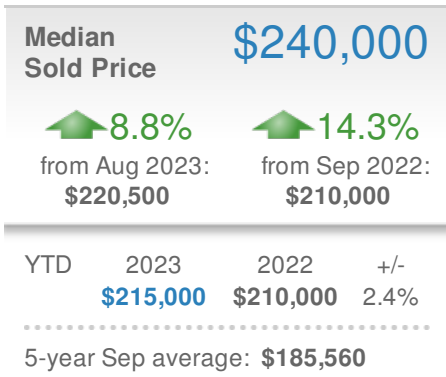 Median
Sold Price
$240,000
8.8%
from Aug 2023:
$220,500
14.3%
from Sep 2022:
$210,000
YTD 2023 2022 +/-
$215,000 $210,000 2.4%
5-year Sep average: $185,560